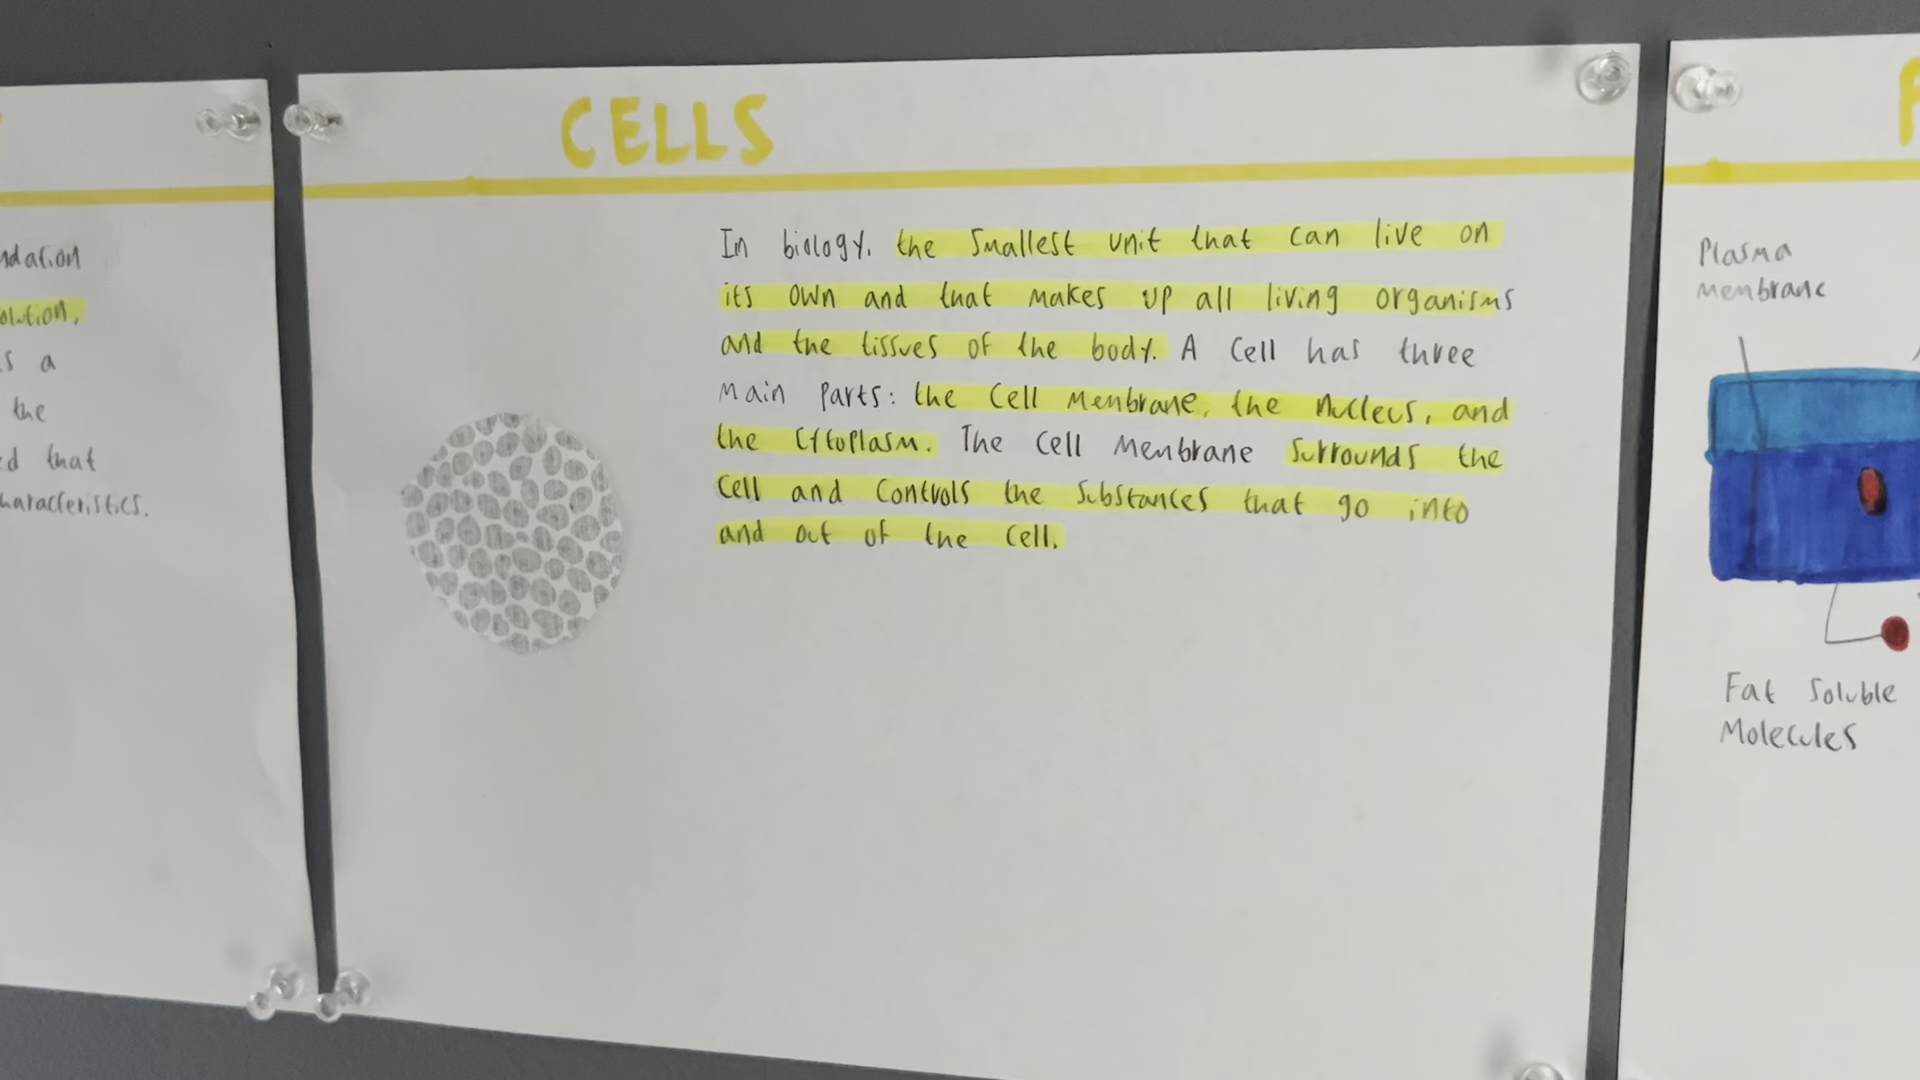 CELLS
In biology, the smallest unit that can live on
its own and that makes up all living organisms
and the tissues of the body. A cell has three
main parts: the cell membrane, the nucleus, and
the cytoplasm. The cell membrane surrounds the
cell and controls the substances that go into
and out of the cell.
s a
the
that
Plasma
Membrane
Fat Soluble
Molecules